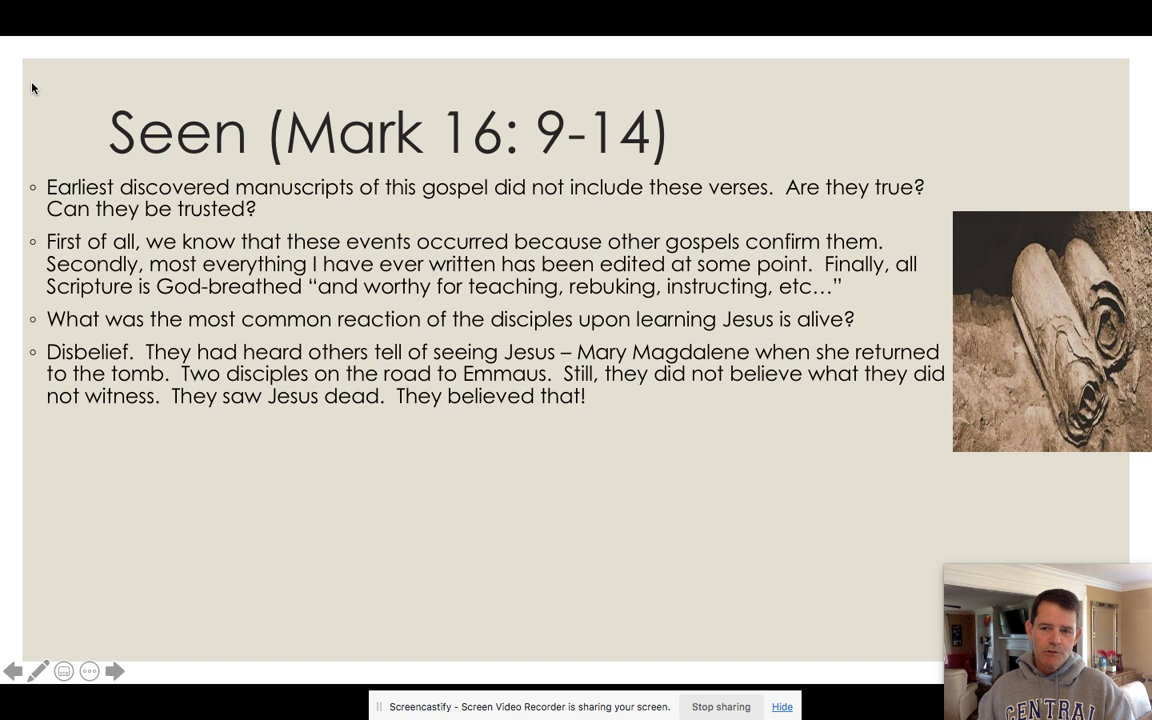 Seen (Mark 16: 9-14)
◦ Earliest discovered manuscripts of this gospel did not include these verses.  Are they true?
Can they be trusted?
◦ First of all, we know that these events occurred because other gospels confirm them.
Secondly, most everything I have ever written has been edited at some point.  Finally, all
Scripture is God-breathed “and worthy for teaching, rebuking, instructing, etc…”
◦ What was the most common reaction of the disciples upon learning Jesus is alive?
◦ Disbelief.  They had heard others tell of seeing Jesus – Mary Magdalene when she returned
to the tomb.  Two disciples on the road to Emmaus.  Still, they did not believe what they did
not witness.  They saw Jesus dead.  They believed that!
CENTRAL
Screencastify - Screen Video Recorder is sharing your screen.
Stop sharing
Hide